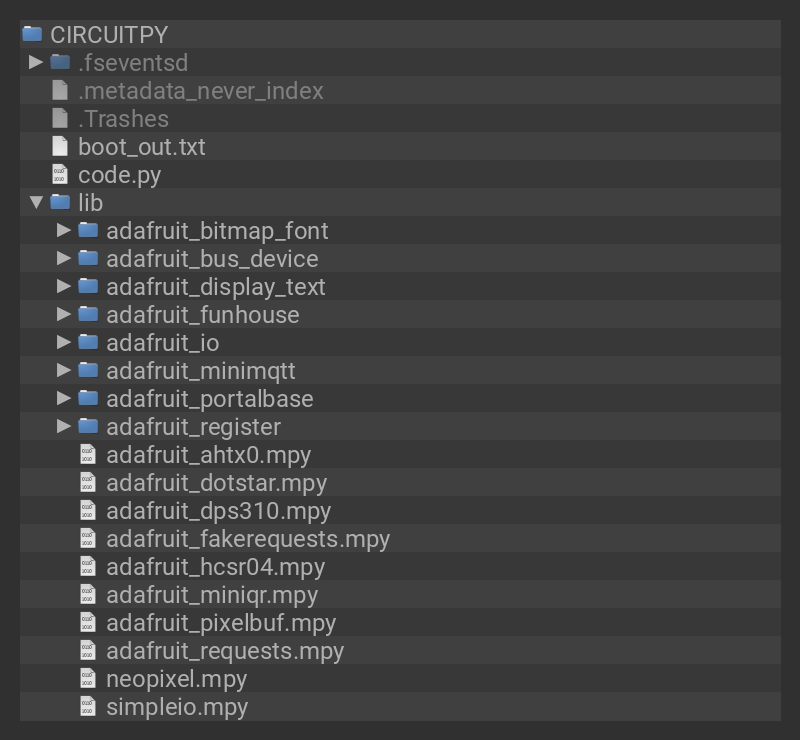 CIRCUITPY
.fseventsd
.metadata_never_index
.Trashes
boot_out.txt
code.py
lib
adafruit_bitmap_font
adafruit_bus_device
adafruit_display_text
adafruit_funhouse
adafruit_io
adafruit_minimqtt
adafruit_portalbase
adafruit_register
adafruit_ahtx0.mpy
adafruit_dotstar.mpy
adafruit_dps310.mpy
adafruit_fakerequests.mpy
adafruit_hcsr04.mpy
adafruit_miniqr.mpy
adafruit_pixelbuf.mpy
adafruit_requests.mpy
neopixel.mpy
simpleio.mpy